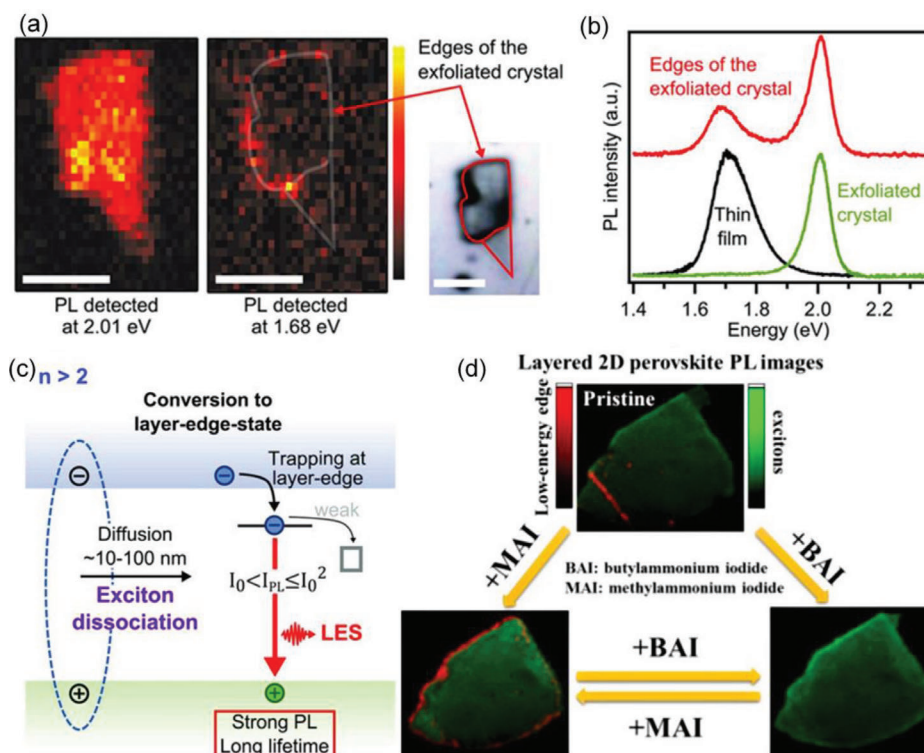 (a)
Edges of the
exfoliated crystal
PL detected
at 2.01 eV
PL detected
at 1.68 eV
(b)
PL intensity (a.u.)
Edges of the
exfoliated crystal
Thin
film
Exfoliated
crystal
1.4 1.6 1.8 2.0 2.2
Energy (eV)
(c)
n > 2
Conversion to
layer-edge-state
Trapping at
layer-edge
weak
Diffusion
~10-100 nm
Exciton
dissociation
I₀<I_PL≤I₀²
LES
Strong PL
Long lifetime
(d)
Layered 2D perovskite PL images
Low-energy edge
Pristine
excitons
+MAI
+BAI
BAI: butylammonium iodide
MAI: methylammonium iodide
+BAI
+MAI